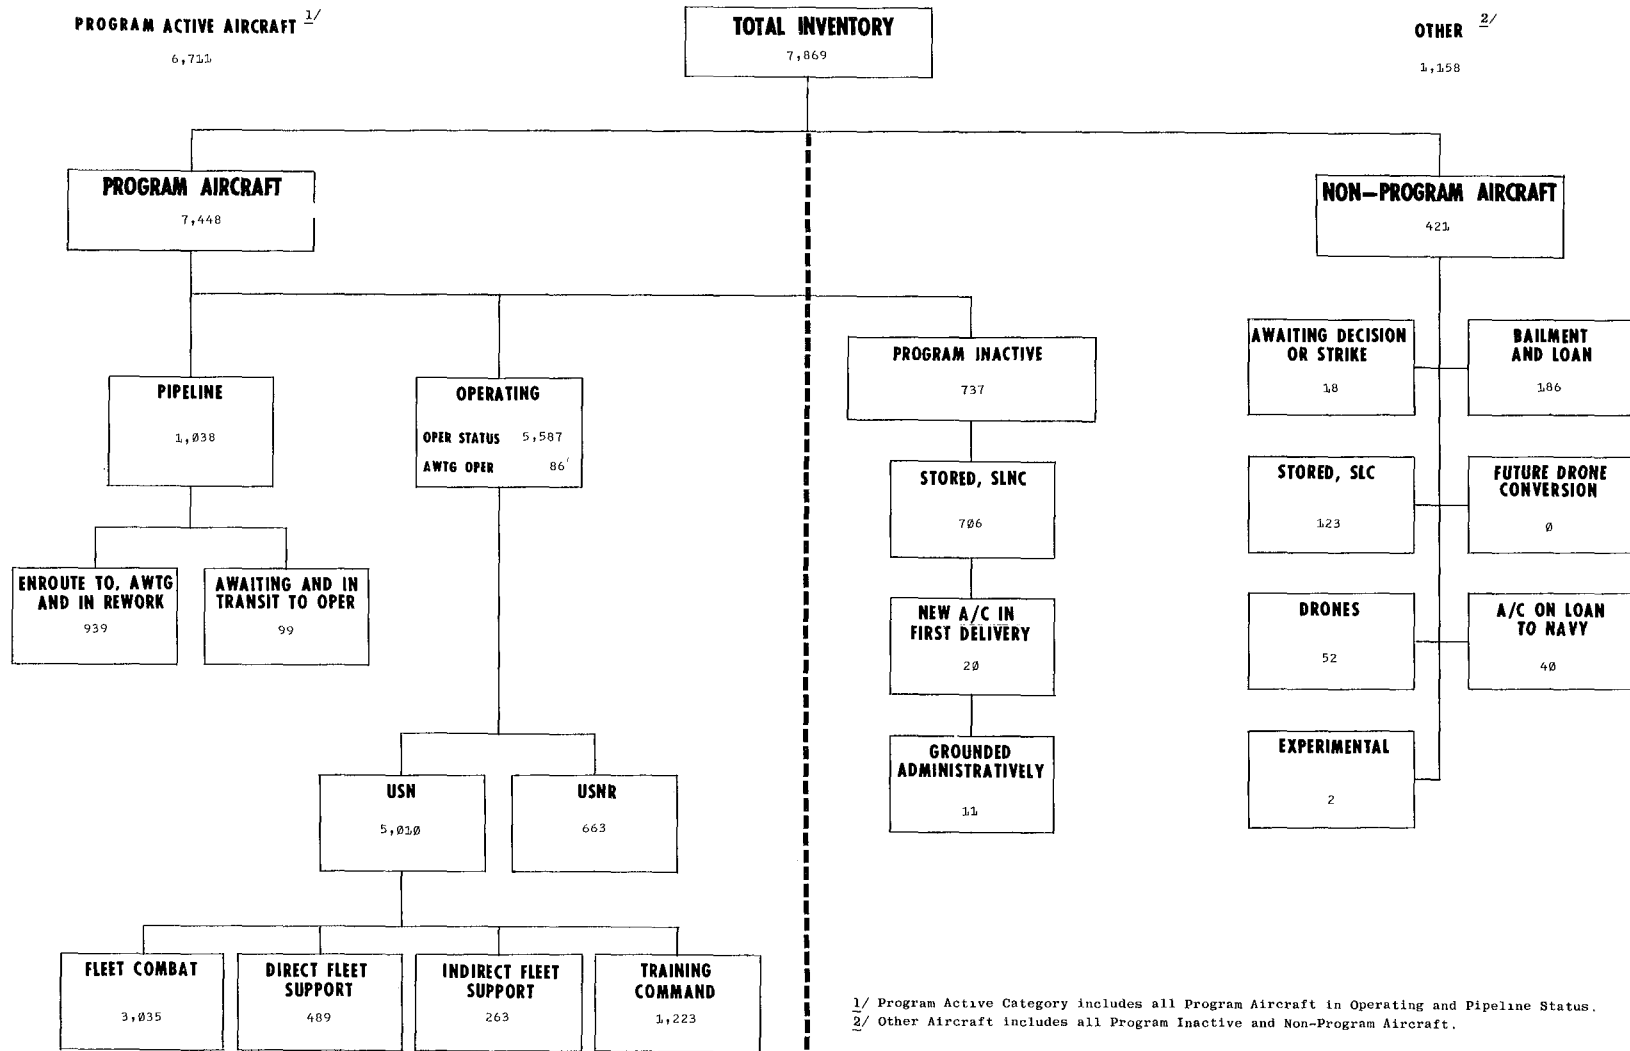 PROGRAM ACTIVE AIRCRAFT 1/
6,711
TOTAL INVENTORY
7,869
OTHER 2/
1,158
PROGRAM AIRCRAFT
7,448
NON-PROGRAM AIRCRAFT
421
PIPELINE
1,038
OPERATING
OPER STATUS 5,587
AWTG OPER 86
PROGRAM INACTIVE
737
AWAITING DECISION
OR STRIKE
18
BAILMENT
AND LOAN
186
STORED, SLNC
706
STORED, SLC
123
FUTURE DRONE
CONVERSION
0
ENROUTE TO, AWTG
AND IN REWORK
939
AWAITING AND IN
TRANSIT TO OPER
99
NEW A/C IN
FIRST DELIVERY
20
DRONES
52
A/C ON LOAN
TO NAVY
40
USN
5,010
USNR
663
GROUNDED
ADMINISTRATIVELY
11
EXPERIMENTAL
2
FLEET COMBAT
3,035
DIRECT FLEET
SUPPORT
489
INDIRECT FLEET
SUPPORT
263
TRAINING
COMMAND
1,223
1/ Program Active Category includes all Program Aircraft in Operating and Pipeline Status.
2/ Other Aircraft includes all Program Inactive and Non-Program Aircraft.